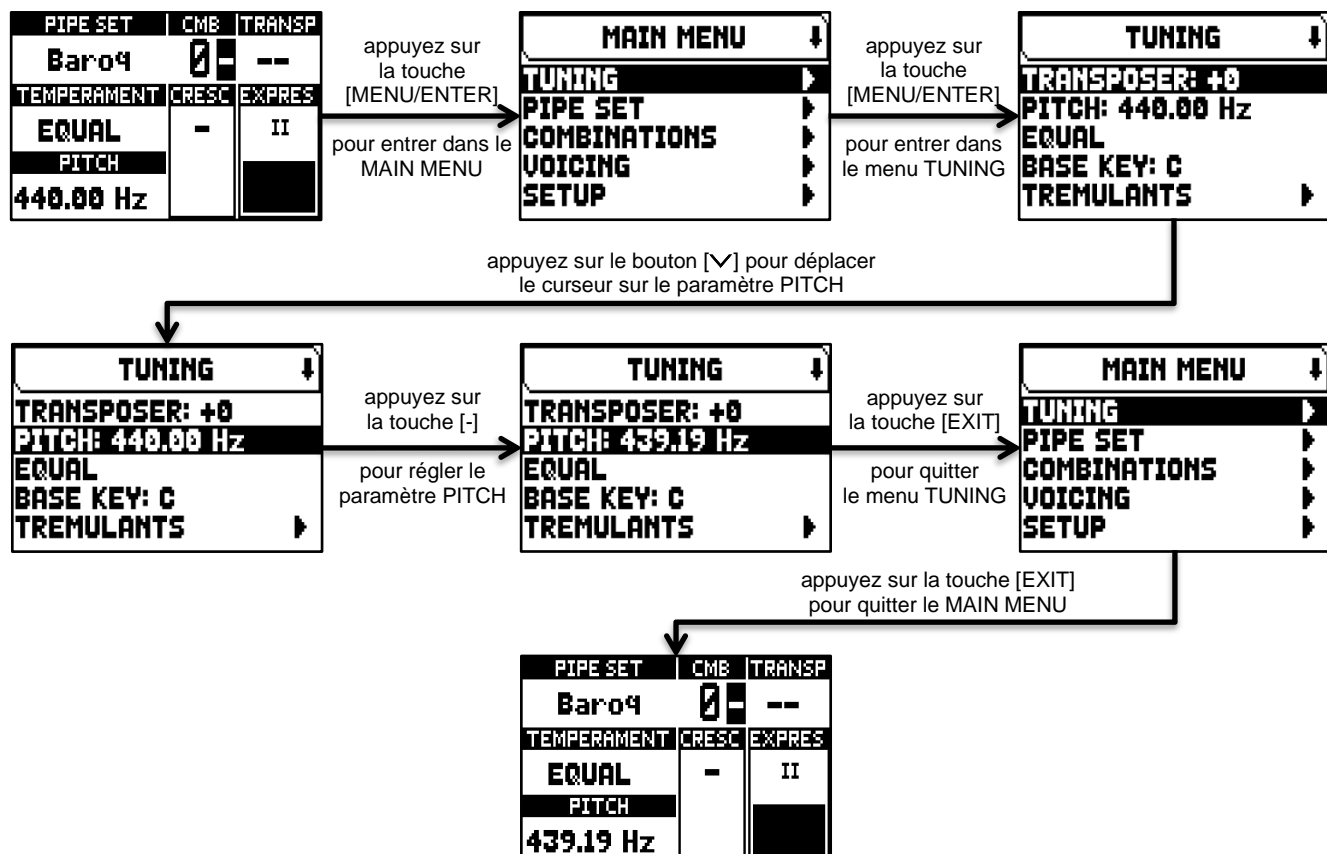 PIPE SET CMB TRANSP
Baroq 0- --
TEMPERAMENT CRESC EXPRES
EQUAL - II
PITCH
440.00 Hz
appuyez sur
la touche
[MENU/ENTER]
pour entrer dans le
MAIN MENU
MAIN MENU
TUNING
PIPE SET
COMBINATIONS
VOICING
SETUP
appuyez sur
la touche
[MENU/ENTER]
pour entrer dans
le menu TUNING
TUNING
TRANSPOSER: +0
PITCH: 440.00 Hz
EQUAL
BASE KEY: C
TREMULANTS
appuyez sur le bouton [∨] pour déplacer
le curseur sur le paramètre PITCH
TUNING
TRANSPOSER: +0
PITCH: 440.00 Hz
EQUAL
BASE KEY: C
TREMULANTS
appuyez sur
la touche [-]
pour régler le
paramètre PITCH
TUNING
TRANSPOSER: +0
PITCH: 439.19 Hz
EQUAL
BASE KEY: C
TREMULANTS
appuyez sur
la touche [EXIT]
pour quitter
le menu TUNING
MAIN MENU
TUNING
PIPE SET
COMBINATIONS
VOICING
SETUP
appuyez sur la touche [EXIT]
pour quitter le MAIN MENU
PIPE SET CMB TRANSP
Baroq 0- --
TEMPERAMENT CRESC EXPRES
EQUAL - II
PITCH
439.19 Hz